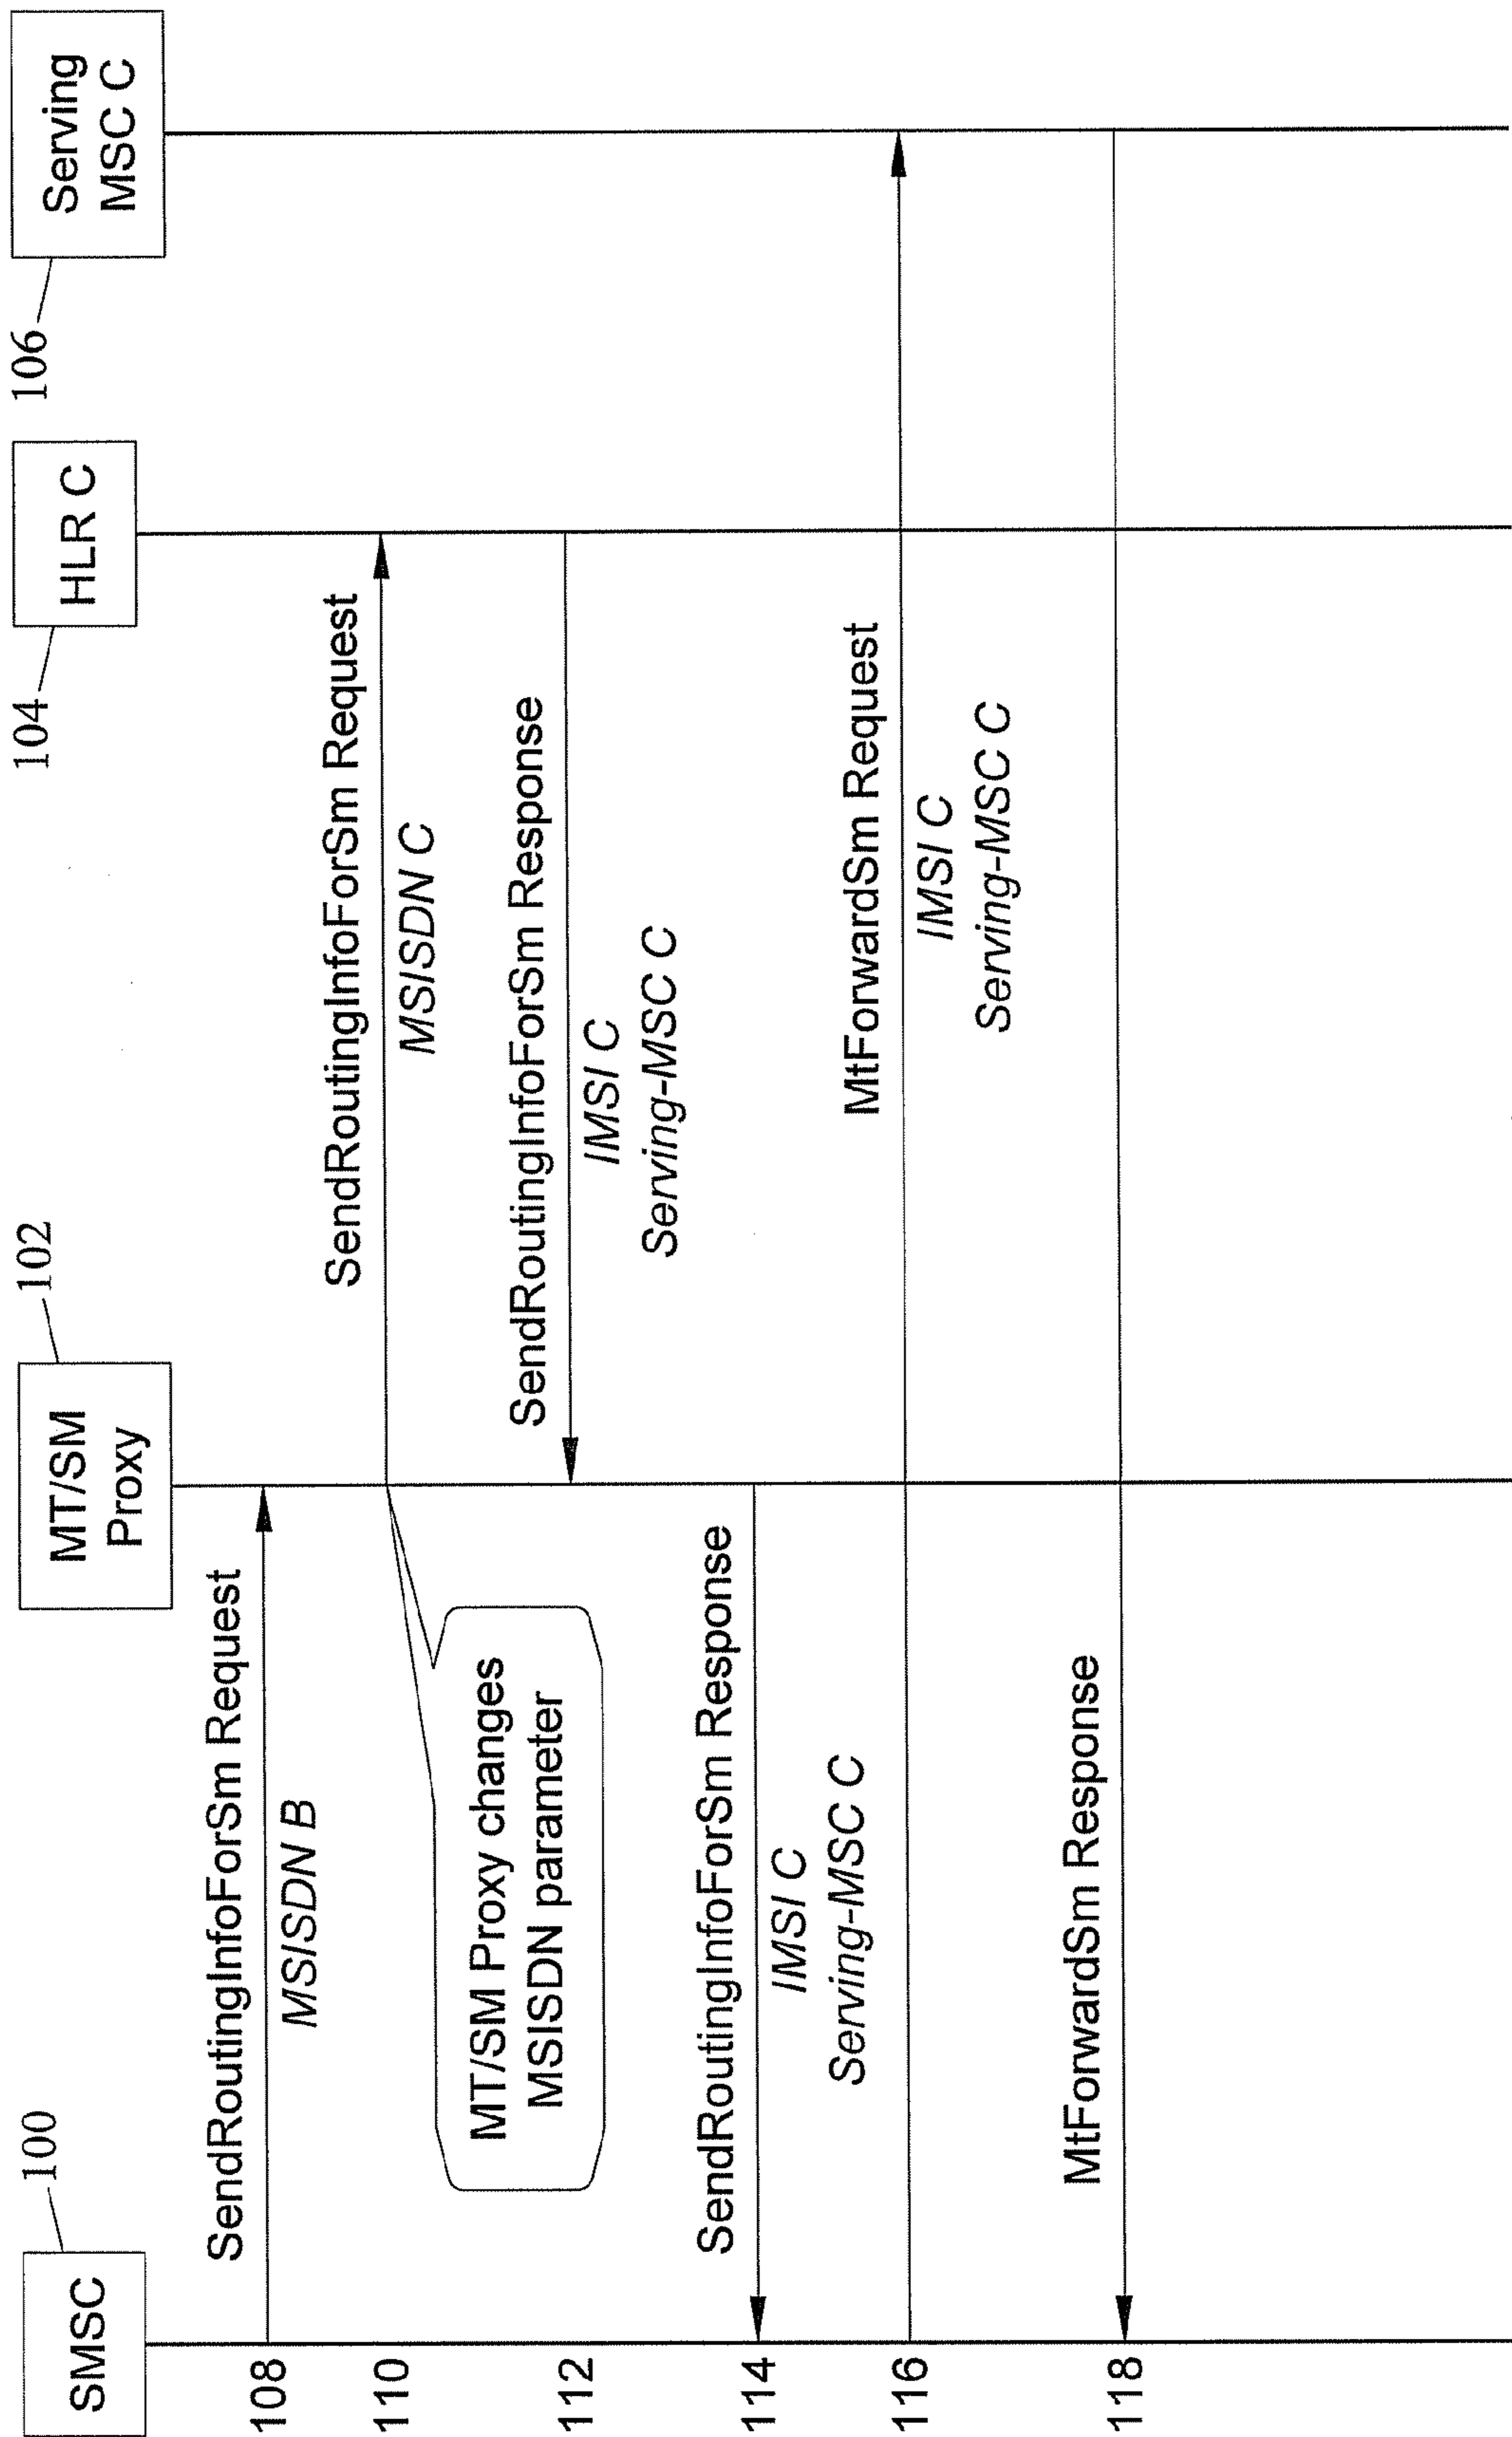 SMSC
100
MT/SM
Proxy
102
HLR C
104
Serving
MSC C
106
108
SendRoutingInfoForSm Request
MSISDN B
110
SendRoutingInfoForSm Request
MSISDN C
MT/SM Proxy changes
MSISDN parameter
112
SendRoutingInfoForSm Response
IMSI C
Serving-MSC C
114
SendRoutingInfoForSm Response
IMSI C
Serving-MSC C
116
MtForwardSm Request
IMSI C
Serving-MSC C
118
MtForwardSm Response